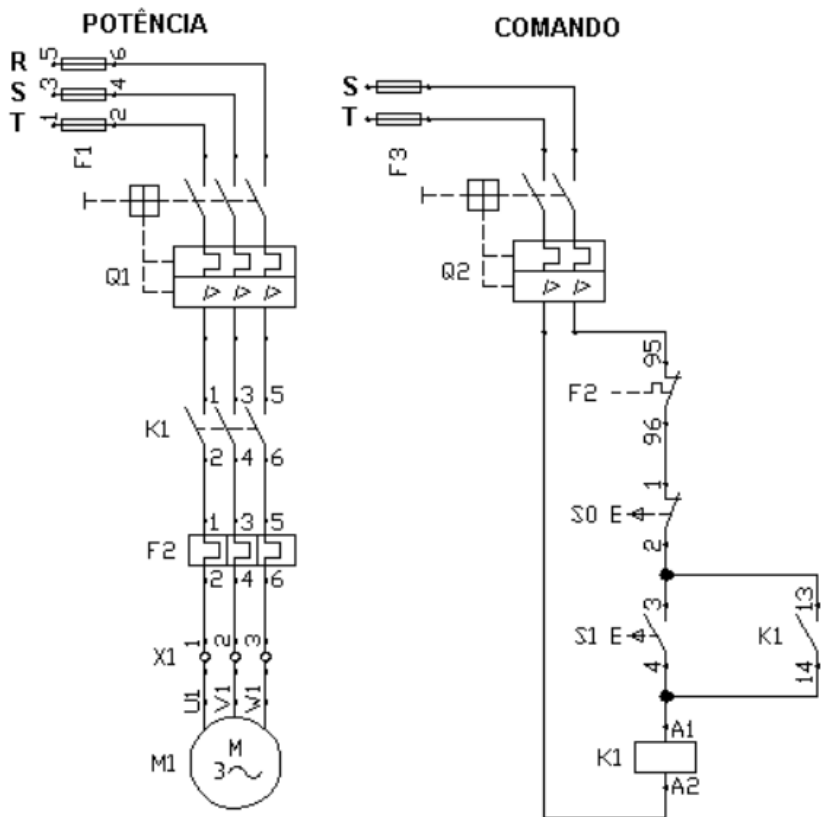 POTÊNCIA
R 5 6
S 3 4
T 1 2
F1
Q1
1 3 5
K1
2 4 6
1 3 5
F2
2 4 6
1 2 3
X1
U1 V1 W1
M
3
M1
COMANDO
S
T
F3
Q2
95
F2
96
1
S0 E
2
3
S1 E
4
13
K1
14
A1
K1
A2